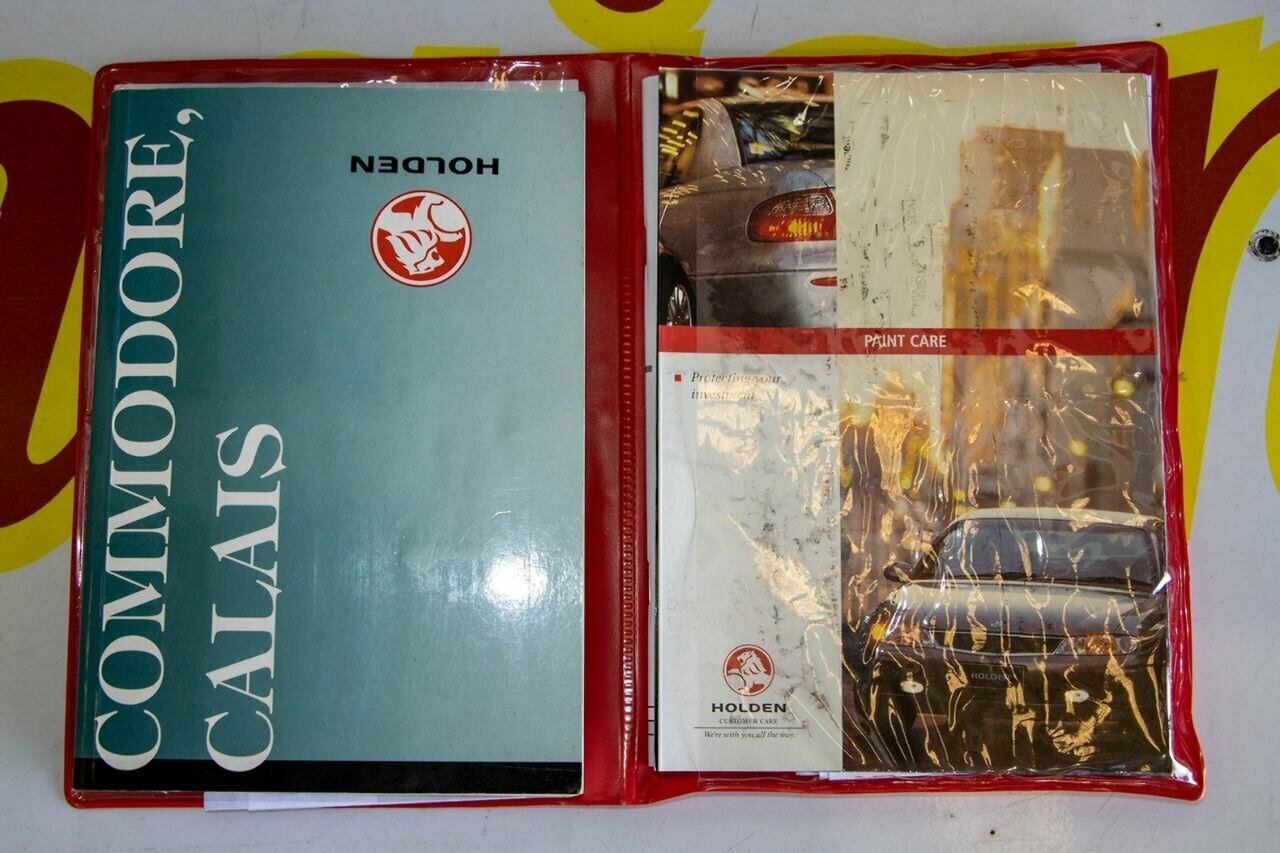 COMMODORE,
CALAIS
HOLDEN
PAINT CARE
Protecting your
investment
HOLDEN
CUSTOMER CARE
We're with you, all the way.
HOLDEN